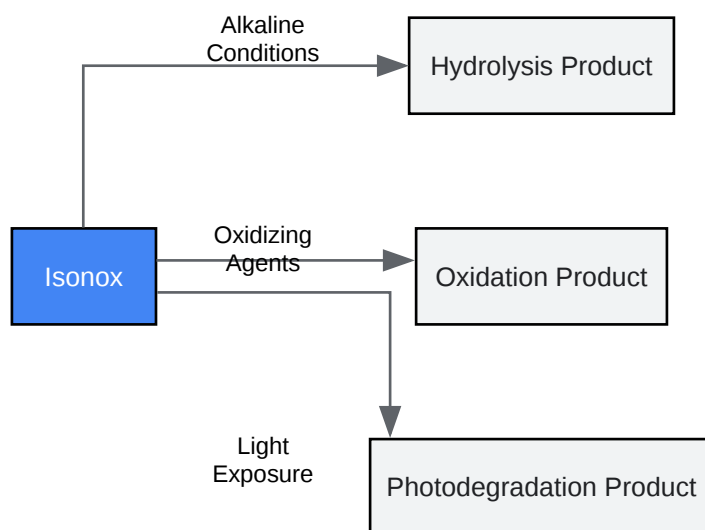 Alkaline
Conditions
Hydrolysis Product
Isonox
Oxidizing
Agents
Oxidation Product
Light
Exposure
Photodegradation Product